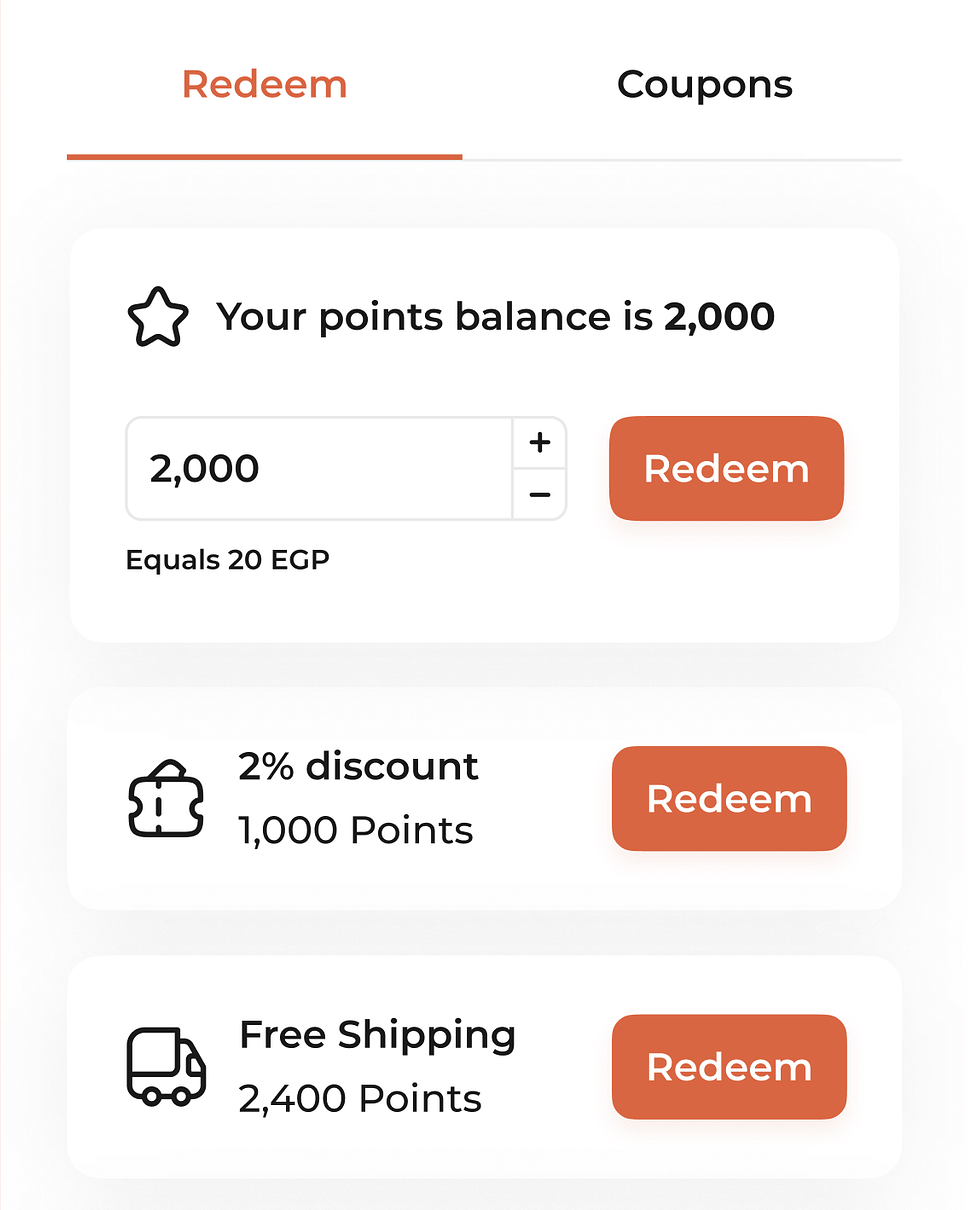 Redeem
Coupons
Your points balance is 2,000
2,000
+
−
Redeem
Equals 20 EGP
2% discount
1,000 Points
Redeem
Free Shipping
2,400 Points
Redeem